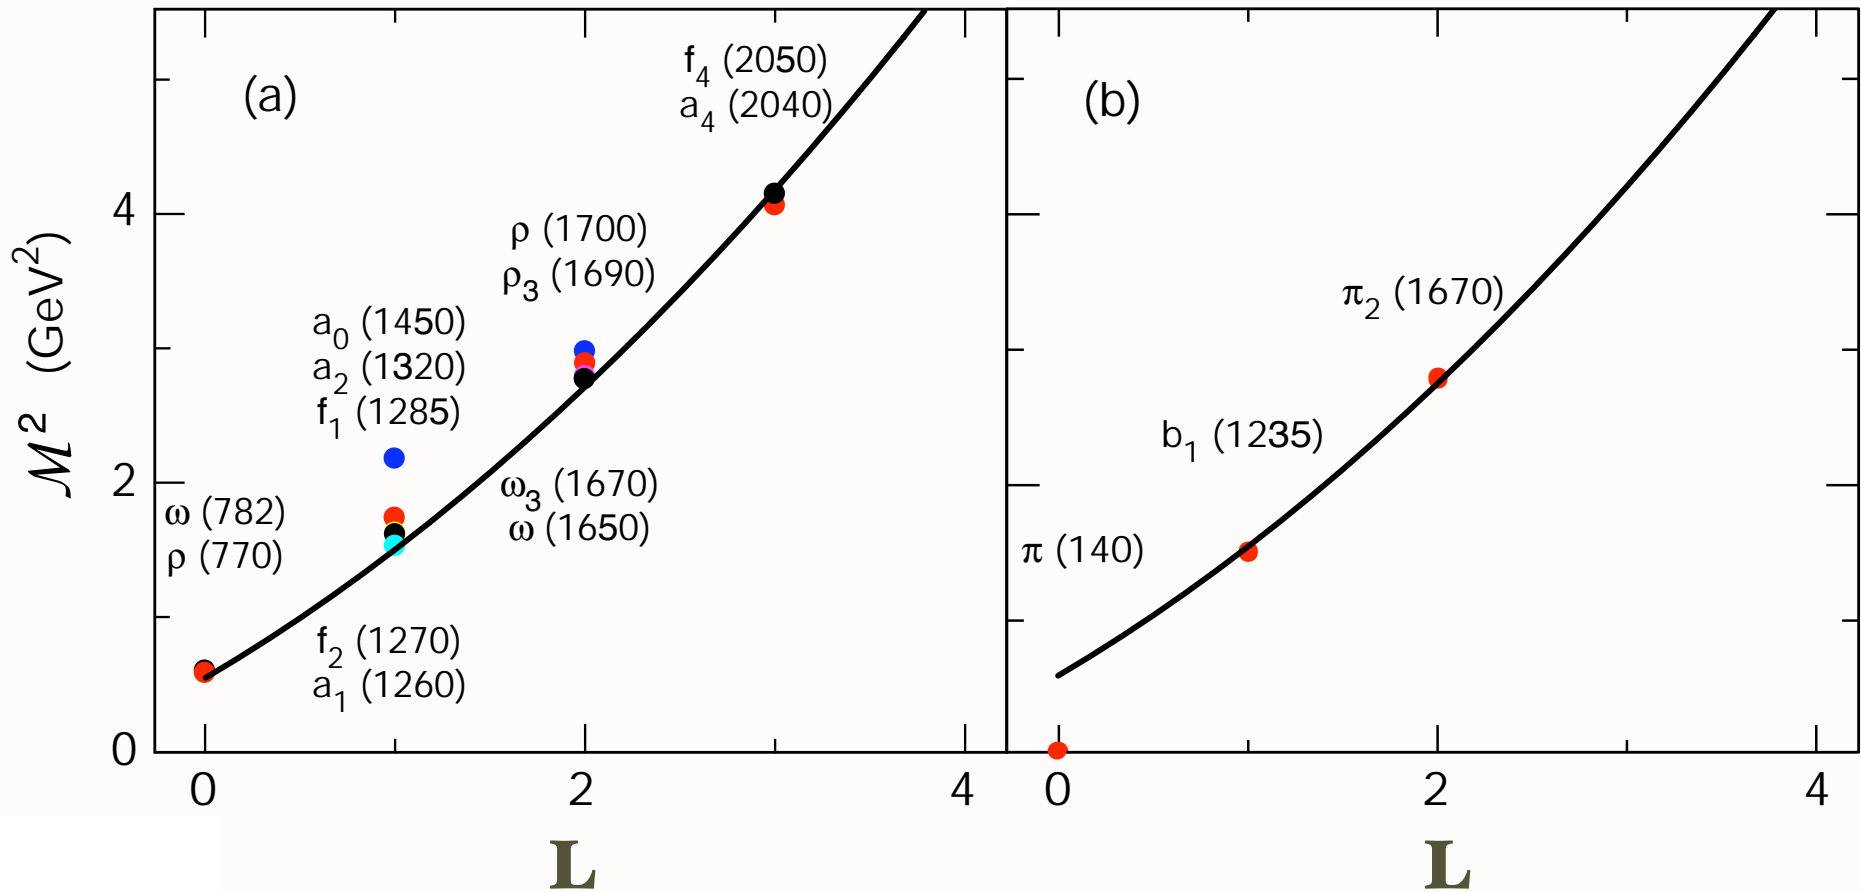 (a)
f4 (2050)
a4 (2040)
ρ (1700)
ρ3 (1690)
a0 (1450)
a2 (1320)
f1 (1285)
ω3 (1670)
ω (1650)
ω (782)
ρ (770)
f2 (1270)
a1 (1260)
ℳ² (GeV²)
4
2
0
0 2 4
L
(b)
π2 (1670)
b1 (1235)
π (140)
0 2 4
L